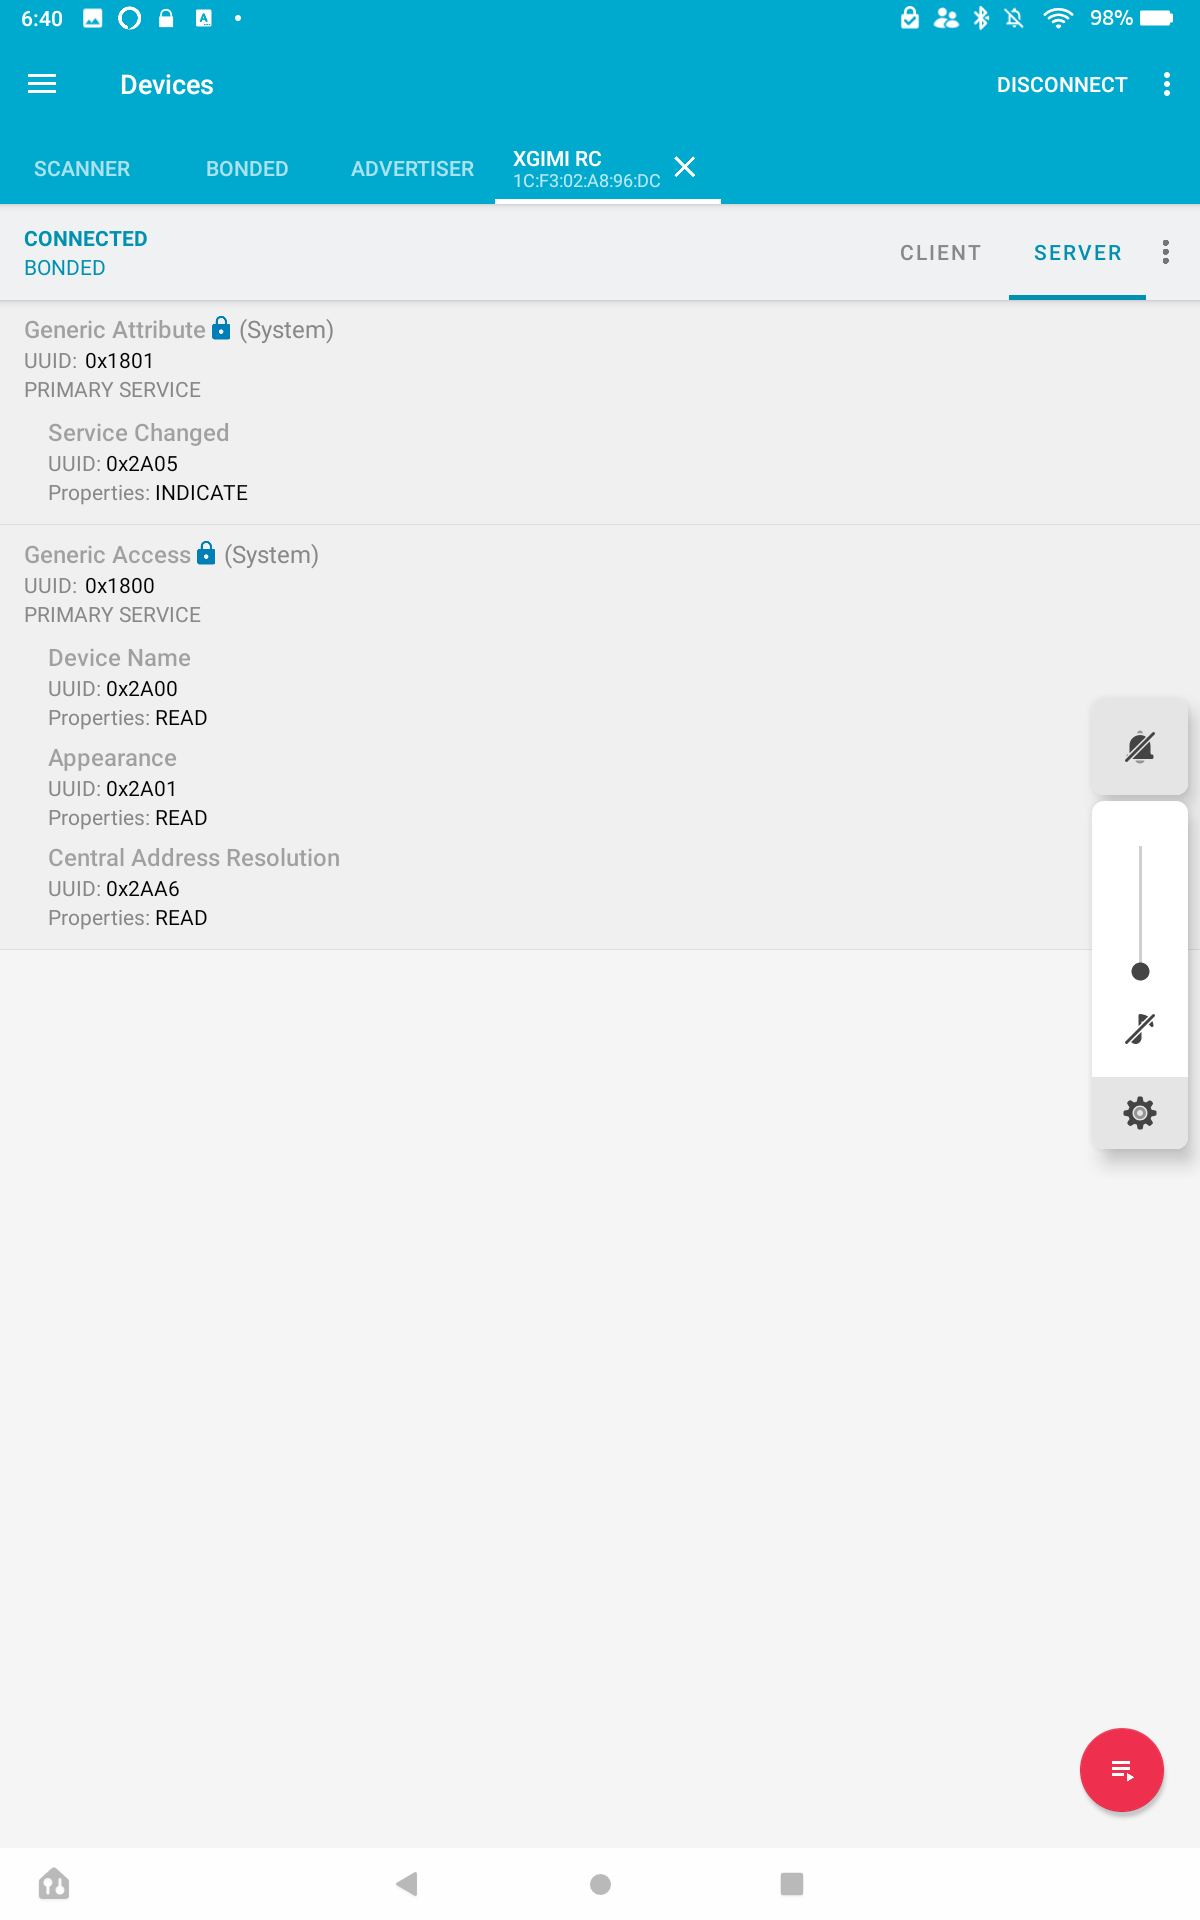 6:40
98%
Devices
DISCONNECT
SCANNER
BONDED
ADVERTISER
XGIMI RC
1C:F3:02:A8:96:DC
CONNECTED
BONDED
CLIENT
SERVER
Generic Attribute (System)
UUID: 0x1801
PRIMARY SERVICE
Service Changed
UUID: 0x2A05
Properties: INDICATE
Generic Access (System)
UUID: 0x1800
PRIMARY SERVICE
Device Name
UUID: 0x2A00
Properties: READ
Appearance
UUID: 0x2A01
Properties: READ
Central Address Resolution
UUID: 0x2AA6
Properties: READ